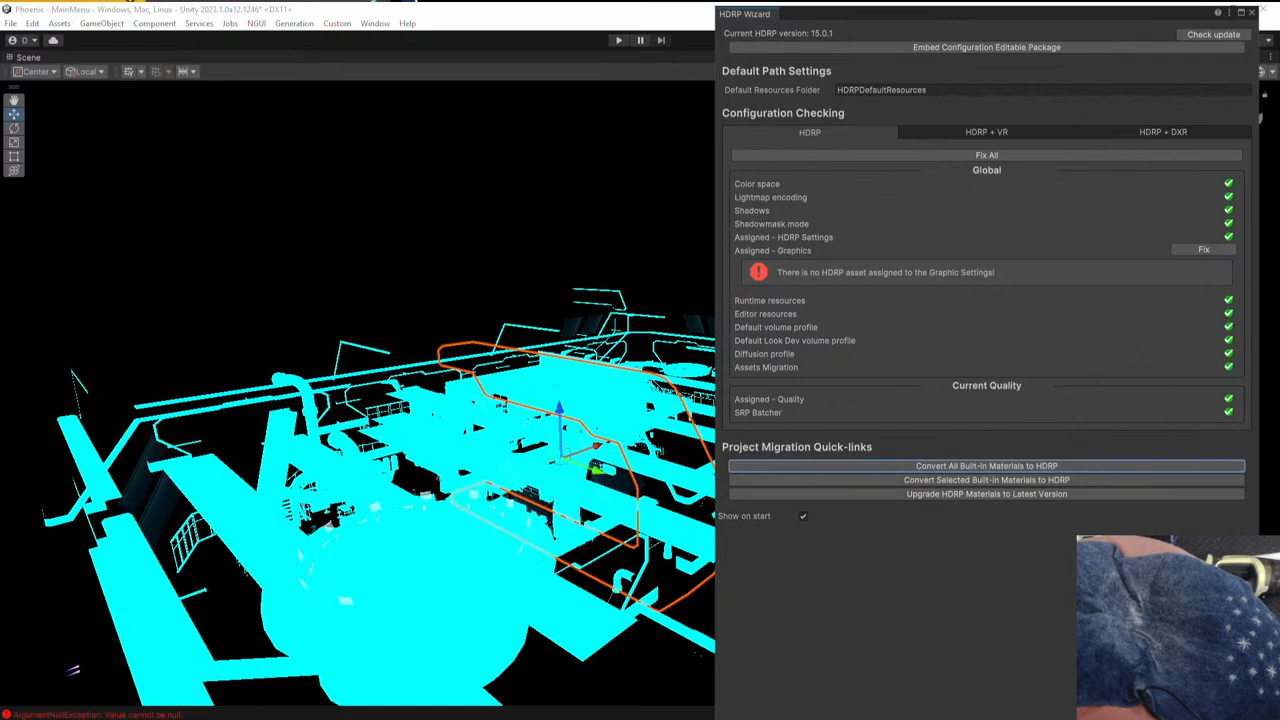 Phoenix - MainMenu - Windows, Mac, Linux - Unity 2023.1.0a12.1246* <DX11>
File Edit Assets GameObject Component Services Jobs NGUI Generation Custom Window Help
D
Scene
Center Local
HDRP Wizard
Current HDRP version: 15.0.1
Check update
Embed Configuration Editable Package
Default Path Settings
Default Resources Folder HDRPDefaultResources
Configuration Checking
HDRP HDRP + VR HDRP + DXR
Fix All
Global
Color space
Lightmap encoding
Shadows
Shadowmask mode
Assigned - HDRP Settings
Assigned - Graphics Fix
There is no HDRP asset assigned to the Graphic Settings!
Runtime resources
Editor resources
Default volume profile
Default Look Dev volume profile
Diffusion profile
Assets Migration
Current Quality
Assigned - Quality
SRP Batcher
Project Migration Quick-links
Convert All Built-in Materials to HDRP
Convert Selected Built-in Materials to HDRP
Upgrade HDRP Materials to Latest Version
Show on start
ArgumentNullException: Value cannot be null.